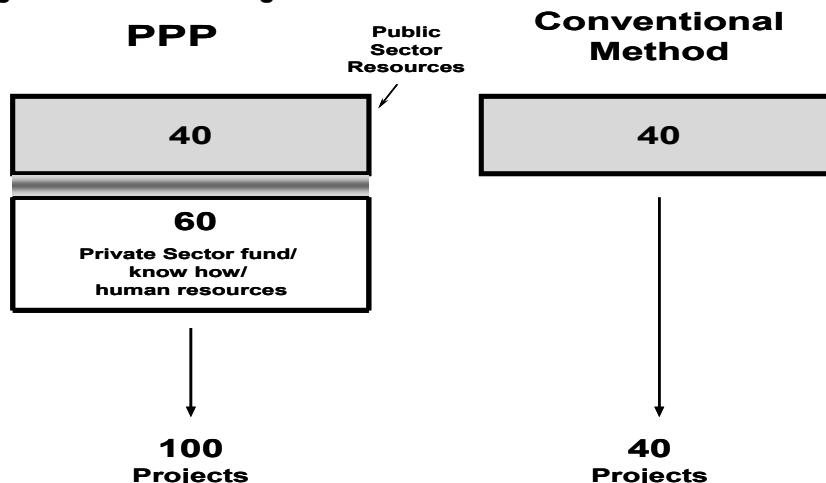 PPP
Public
Sector
Resources
Conventional
Method
40
40
60
Private Sector fund/
know how/
human resources
100
Projects
40
Projects